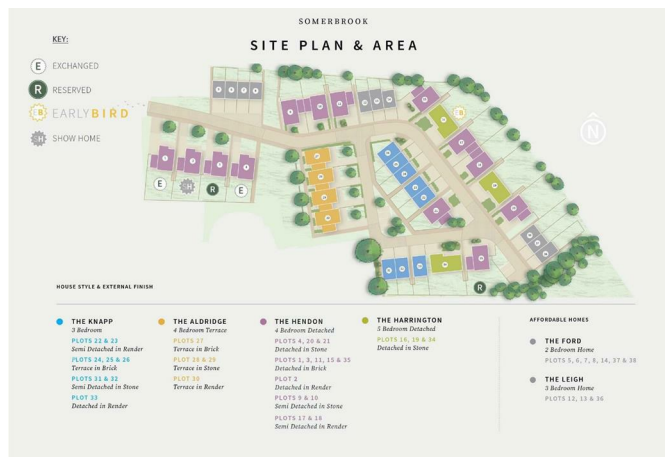 SOMERBROOK
SITE PLAN & AREA
KEY:
E EXCHANGED
R RESERVED
EB EARLYBIRD
SH SHOW HOME
N
E
SH
R
E
EB
R
HOUSE STYLE & EXTERNAL FINISH
THE KNAPP
3 Bedroom
PLOTS 22 & 23
Semi Detached in Render
PLOTS 24, 25 & 26
Terrace in Brick
PLOTS 31 & 32
Semi Detached in Stone
PLOT 33
Detached in Render
THE ALDRIDGE
4 Bedroom Terrace
PLOTS 27
Terrace in Brick
PLOT 28 & 29
Terrace in Stone
PLOT 30
Terrace in Render
THE HENDON
4 Bedroom Detached
PLOTS 4, 20 & 21
Detached in Stone
PLOTS 1, 3, 11, 15 & 35
Detached in Brick
PLOT 2
Detached in Render
PLOTS 9 & 10
Semi Detached in Stone
PLOTS 17 & 18
Semi Detached in Render
THE HARRINGTON
5 Bedroom Detached
PLOTS 16, 19 & 34
Detached in Stone
AFFORDABLE HOMES
THE FORD
2 Bedroom Home
PLOTS 5, 6, 7, 8, 14, 37 & 38
THE LEIGH
3 Bedroom Home
PLOTS 12, 13 & 36